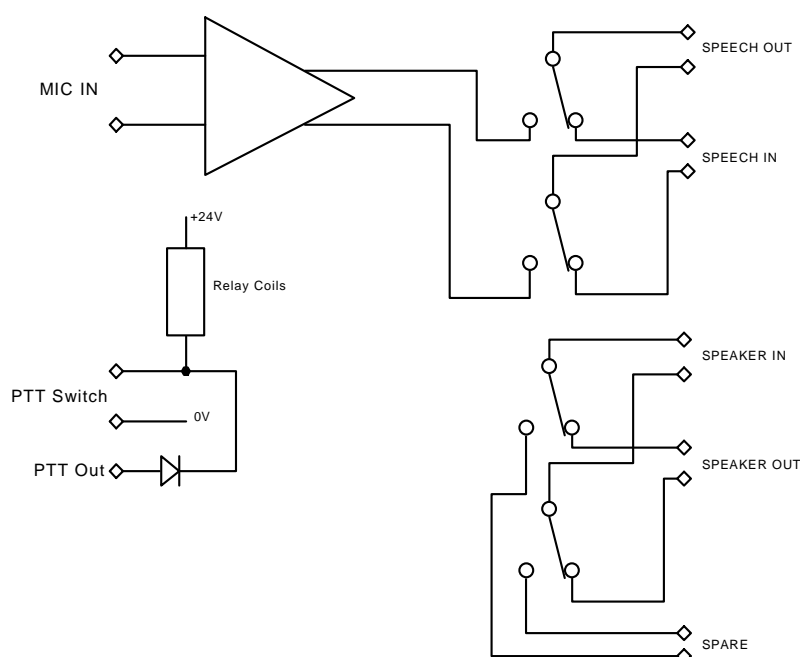 SPEECH OUT
MIC IN
SPEECH IN
+24V
Relay Coils
SPEAKER IN
PTT Switch
0V
SPEAKER OUT
PTT Out
SPARE